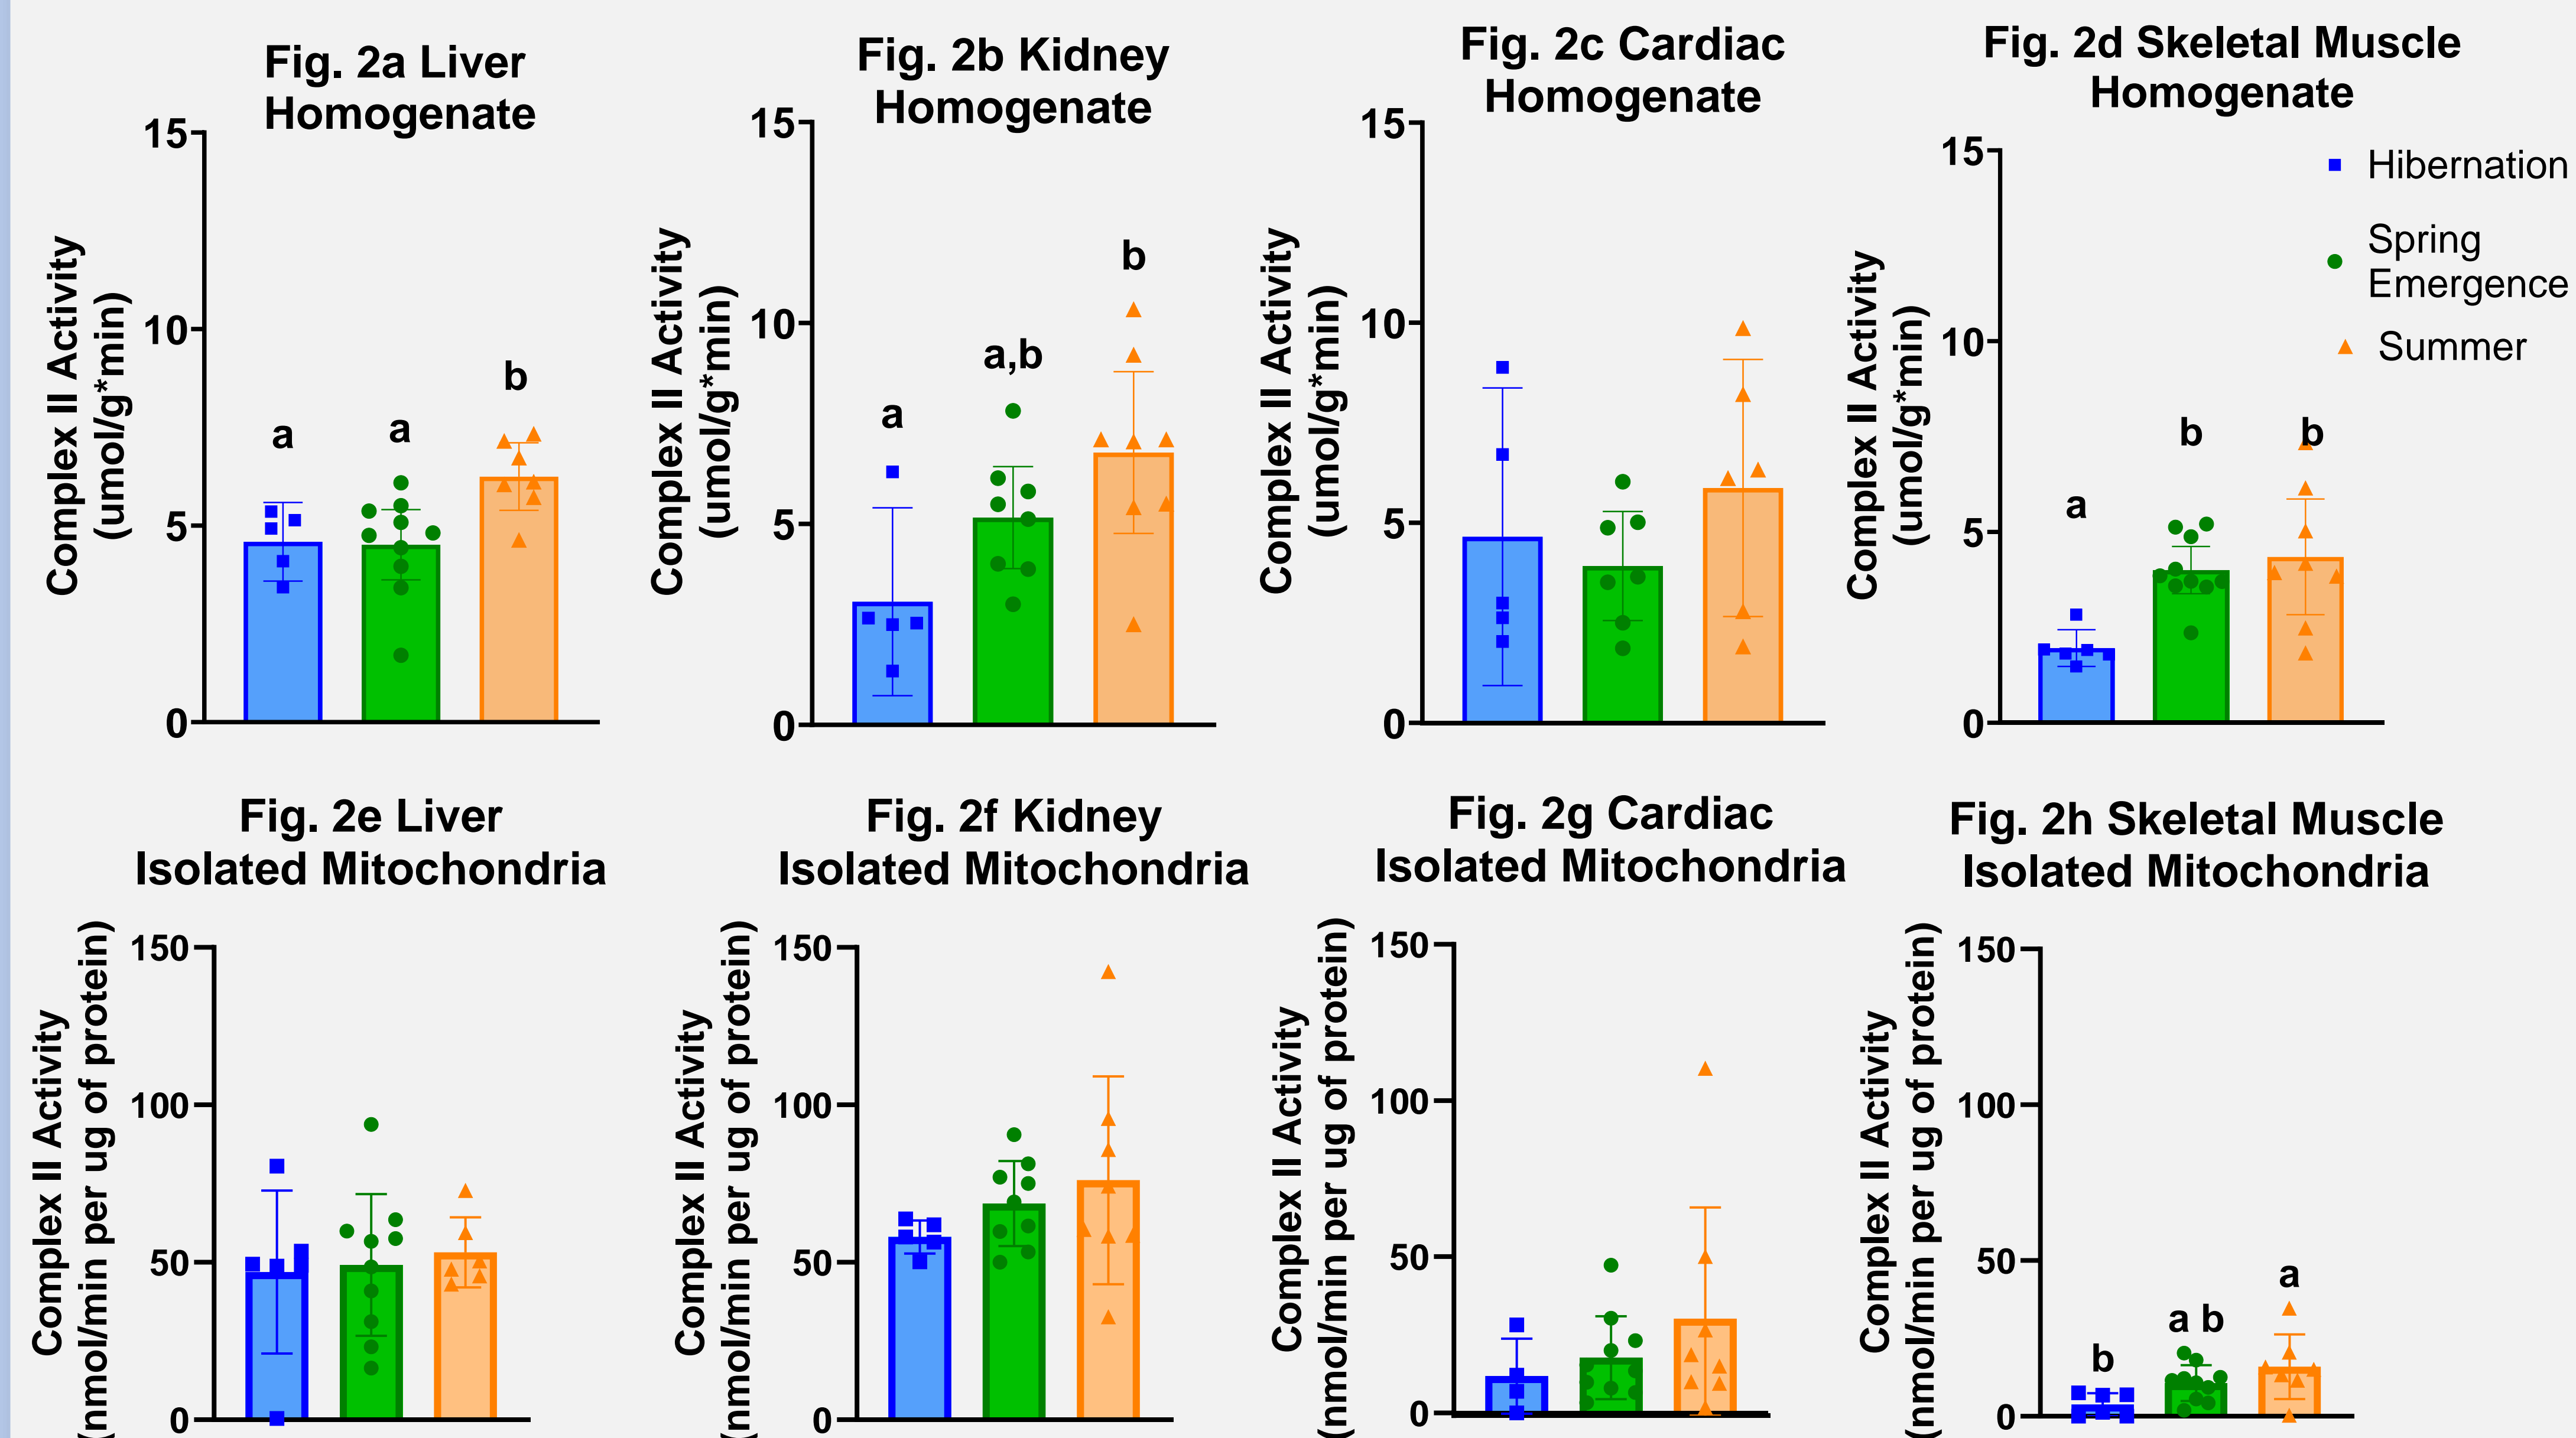 Fig. 2a Liver
Homogenate
15
10
5
0
Complex II Activity
(umol/g*min)
a
a
b
Fig. 2b Kidney
Homogenate
15
10
5
0
Complex II Activity
(umol/g*min)
a
a,b
b
Fig. 2c Cardiac
Homogenate
15
10
5
0
Complex II Activity
(umol/g*min)
Fig. 2d Skeletal Muscle
Homogenate
15
10
5
0
Complex II Activity
(umol/g*min)
a
b
b
Hibernation
Spring
Emergence
Summer
Fig. 2e Liver
Isolated Mitochondria
150
100
50
0
Complex II Activity
(nmol/min per ug of protein)
Fig. 2f Kidney
Isolated Mitochondria
150
100
50
0
Complex II Activity
(nmol/min per ug of protein)
Fig. 2g Cardiac
Isolated Mitochondria
150
100
50
0
Complex II Activity
(nmol/min per ug of protein)
Fig. 2h Skeletal Muscle
Isolated Mitochondria
150
100
50
0
Complex II Activity
(nmol/min per ug of protein)
b
a b
a